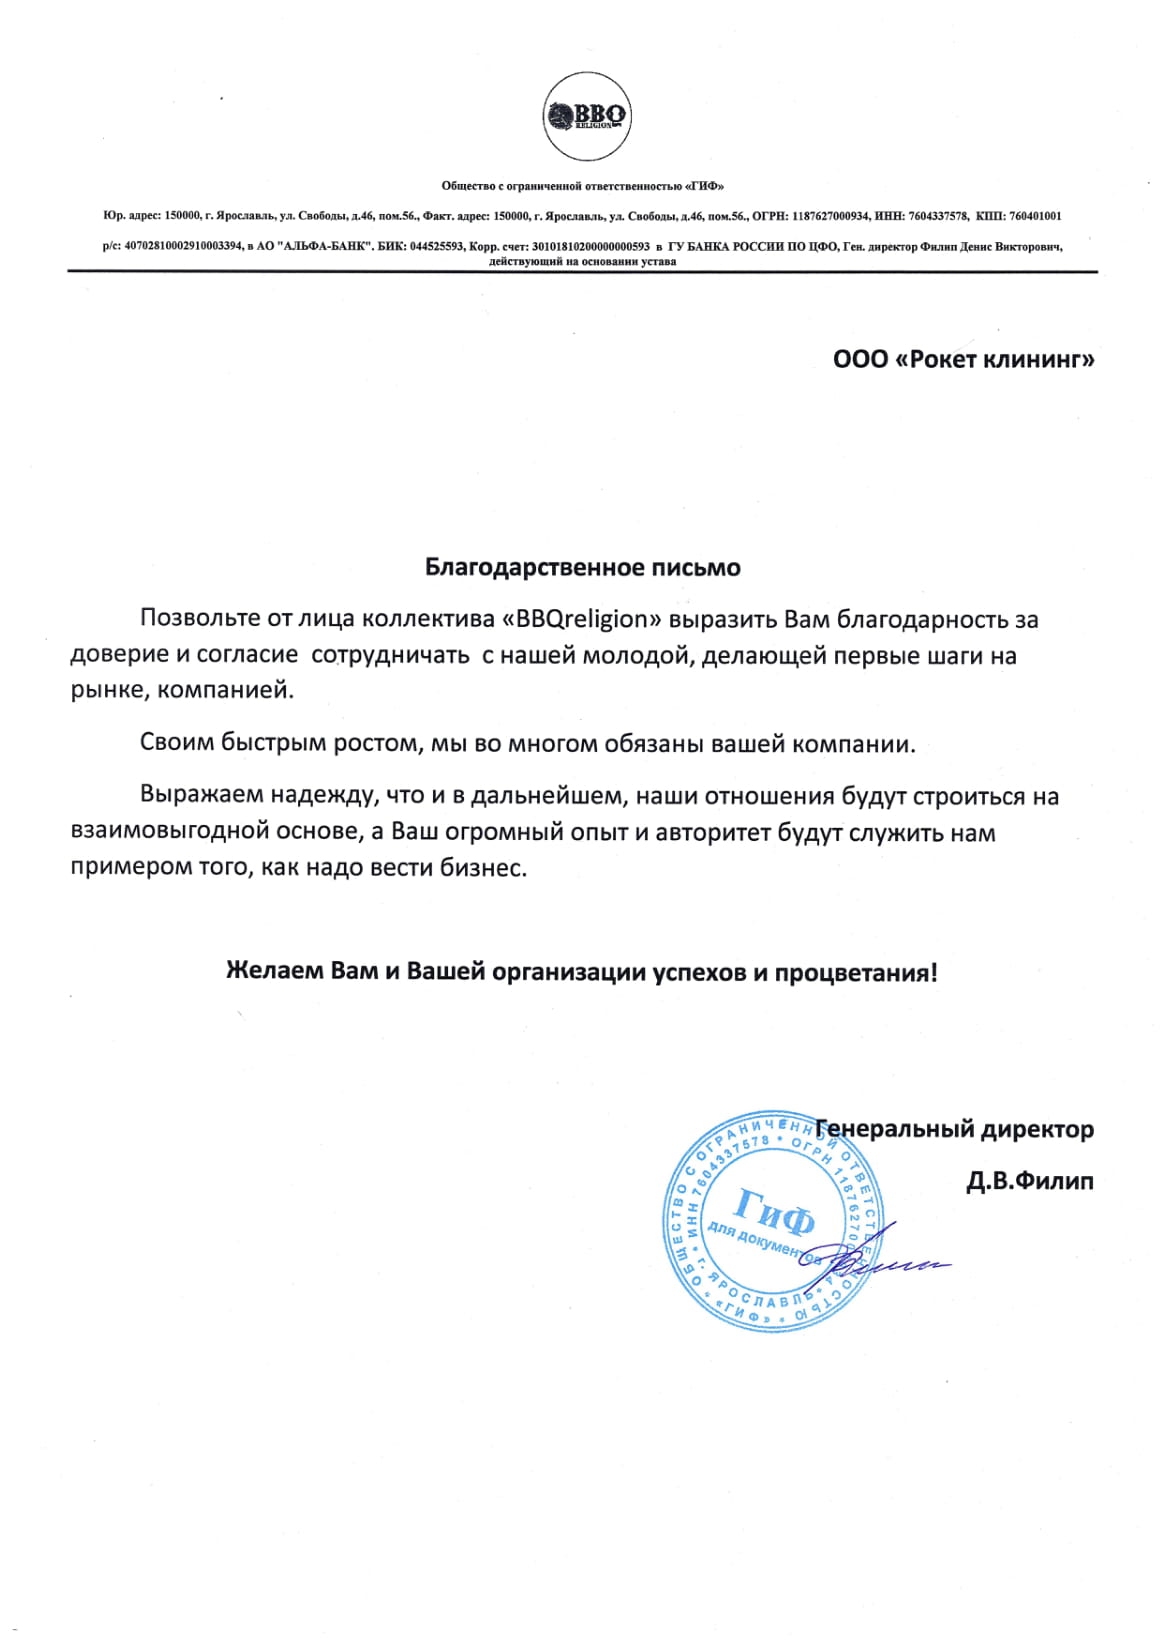 BBQ
RELIGION
Общество с ограниченной ответственностью «ГИФ»
Юр. адрес: 150000, г. Ярославль, ул. Свободы, д.46, пом.56., Факт. адрес: 150000, г. Ярославль, ул. Свободы, д.46, пом.56., ОГРН: 1187627000934, ИНН: 7604337578, КПП: 760401001
р/с: 40702810002910003394, в АО "АЛЬФА-БАНК". БИК: 044525593, Корр. счет: 30101810200000000593 в ГУ БАНКА РОССИИ ПО ЦФО, Ген. директор Филип Денис Викторович,
действующий на основании устава
ООО «Рокет клининг»
Благодарственное письмо
Позвольте от лица коллектива «BBQreligion» выразить Вам благодарность за
доверие и согласие сотрудничать с нашей молодой, делающей первые шаги на
рынке, компанией.
Своим быстрым ростом, мы во многом обязаны вашей компании.
Выражаем надежду, что и в дальнейшем, наши отношения будут строиться на
взаимовыгодной основе, а Ваш огромный опыт и авторитет будут служить нам
примером того, как надо вести бизнес.
Желаем Вам и Вашей организации успехов и процветания!
Генеральный директор
Д.В.Филип
ОБЩЕСТВО С ОГРАНИЧЕННОЙ ОТВЕТСТВЕННОСТЬЮ * «ГИФ» *
ИНН 7604337578 * ОГРН
г. ЯРОСЛАВЛЬ *
ГиФ
для документов